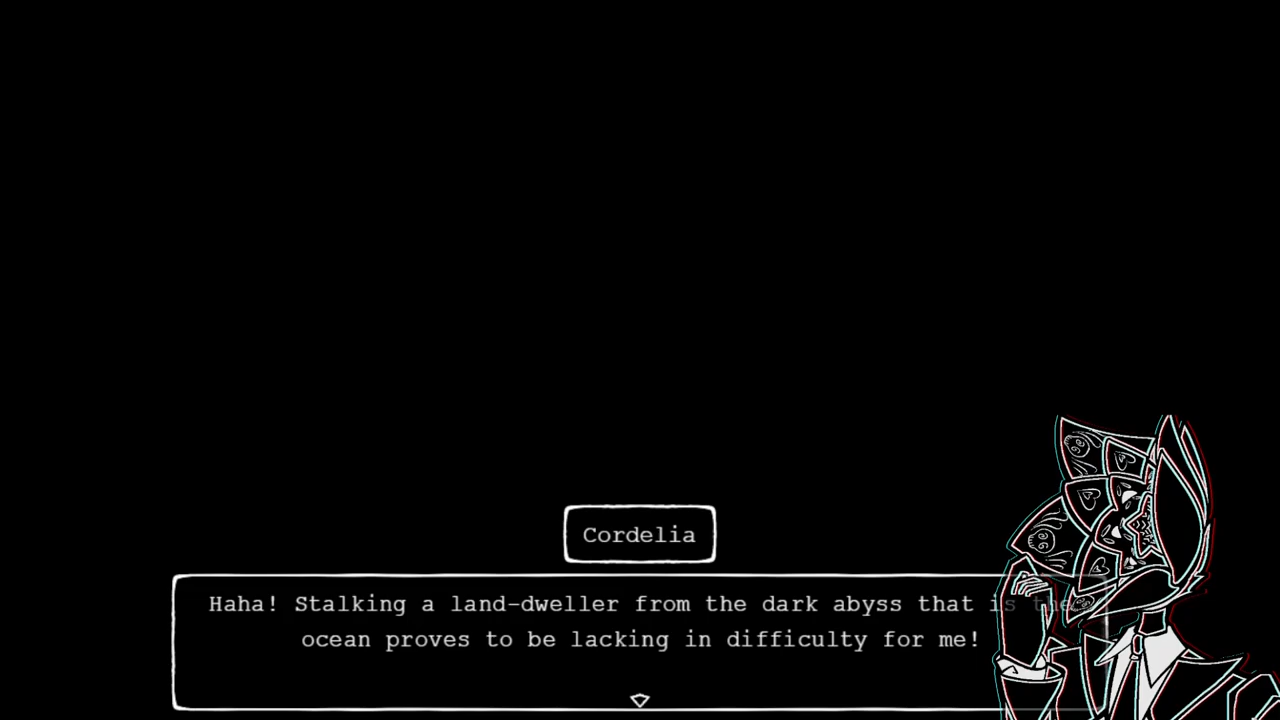 Cordelia
Haha! Stalking a land-dweller from the dark abyss that is the
ocean proves to be lacking in difficulty for me!